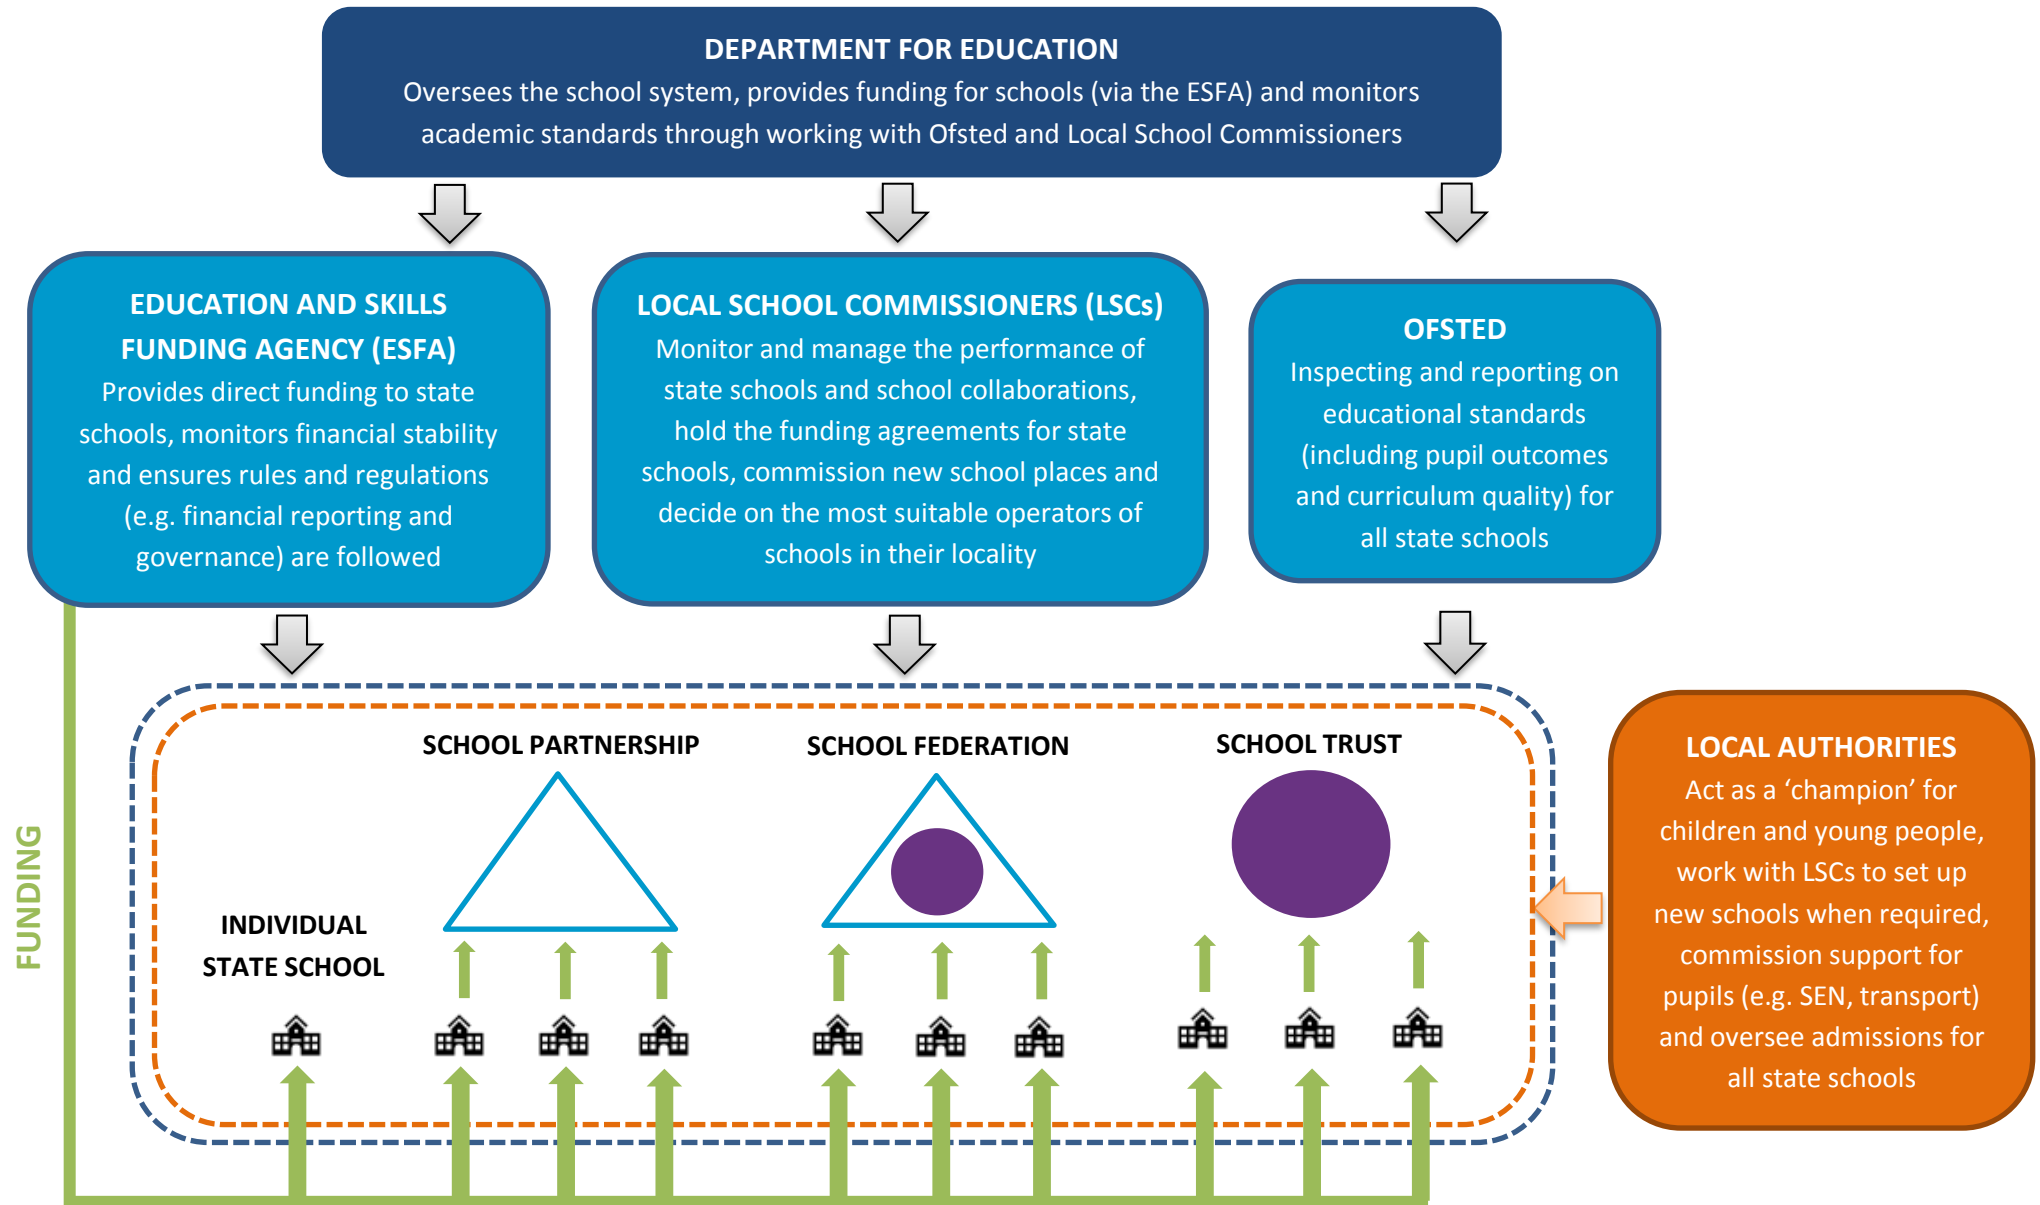 DEPARTMENT FOR EDUCATION
Oversees the school system, provides funding for schools (via the ESFA) and monitors
academic standards through working with Ofsted and Local School Commissioners
EDUCATION AND SKILLS
FUNDING AGENCY (ESFA)
Provides direct funding to state
schools, monitors financial stability
and ensures rules and regulations
(e.g. financial reporting and
governance) are followed
LOCAL SCHOOL COMMISSIONERS (LSCs)
Monitor and manage the performance of
state schools and school collaborations,
hold the funding agreements for state
schools, commission new school places and
decide on the most suitable operators of
schools in their locality
OFSTED
Inspecting and reporting on
educational standards
(including pupil outcomes
and curriculum quality) for
all state schools
FUNDING
INDIVIDUAL
STATE SCHOOL
SCHOOL PARTNERSHIP
SCHOOL FEDERATION
SCHOOL TRUST
LOCAL AUTHORITIES
Act as a ‘champion’ for
children and young people,
work with LSCs to set up
new schools when required,
commission support for
pupils (e.g. SEN, transport)
and oversee admissions for
all state schools